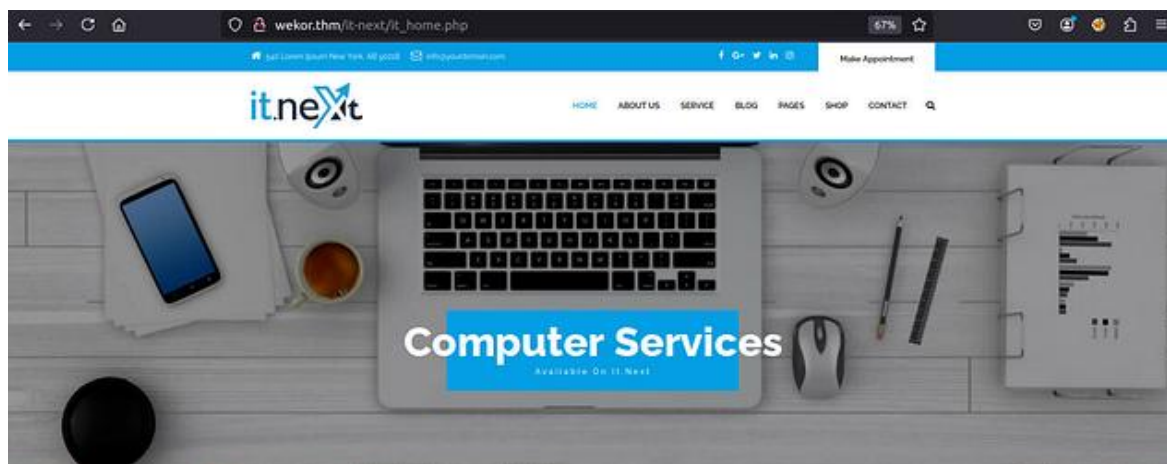 wekor.thm/it-next/it_home.php
67%
Make Appointment
it.neXt
HOME ABOUT US SERVICE BLOG PAGES SHOP CONTACT
Computer Services
Available On It.Next